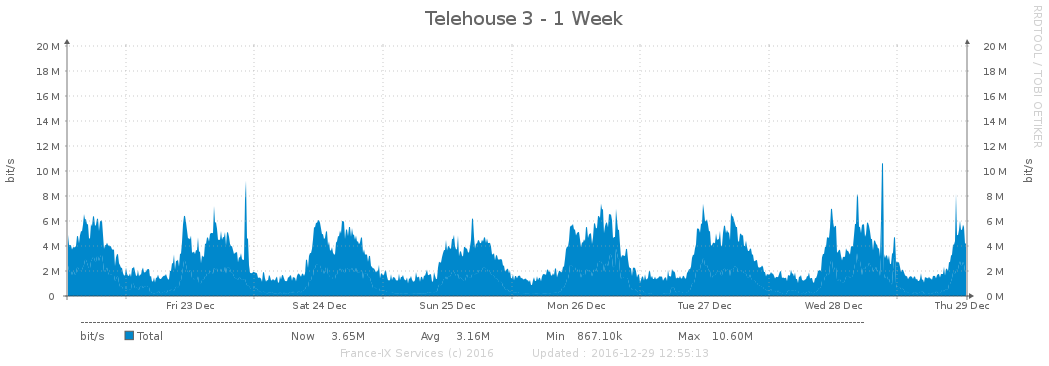 Telehouse 3 - 1 Week
RRDTOOL / TOBI OETIKER
bit/s
bit/s
20 M 20 M
18 M 18 M
16 M 16 M
14 M 14 M
12 M 12 M
10 M 10 M
8 M 8 M
6 M 6 M
4 M 4 M
2 M 2 M
0 0 M
Fri 23 Dec Sat 24 Dec Sun 25 Dec Mon 26 Dec Tue 27 Dec Wed 28 Dec Thu 29 Dec
bit/s Total Now 3.65M Avg 3.16M Min 867.10k Max 10.60M
France-IX Services (c) 2016 Updated : 2016-12-29 12:55:13